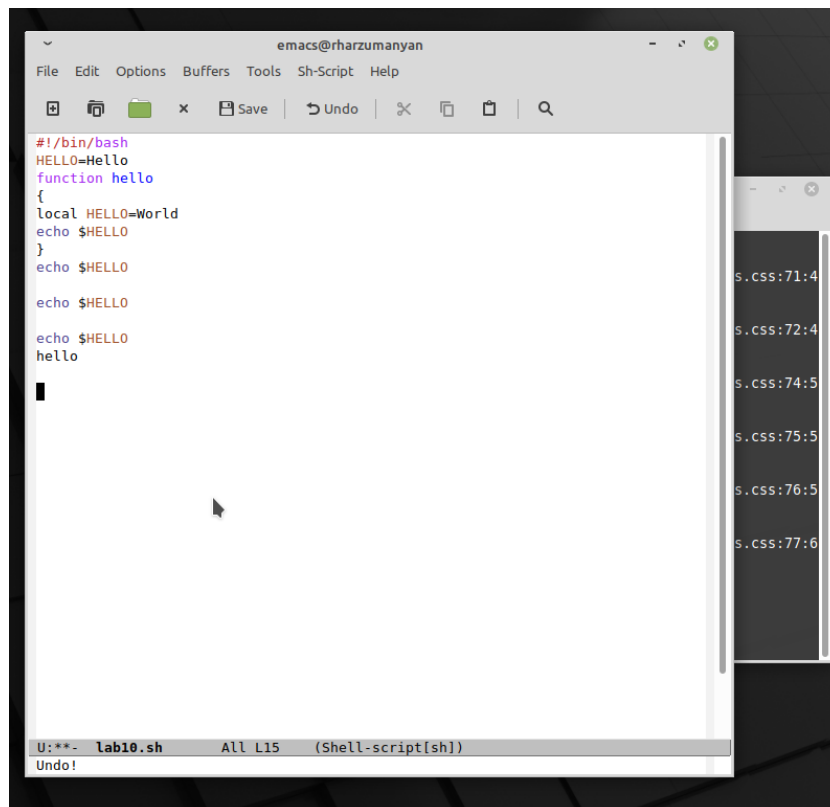 emacs@rharzumanyan
File Edit Options Buffers Tools Sh-Script Help
Save Undo
#!/bin/bash
HELLO=Hello
function hello
{
local HELLO=World
echo $HELLO
}
echo $HELLO
echo $HELLO
echo $HELLO
hello
U:**- lab10.sh All L15 (Shell-script[sh])
Undo!
s.css:71:4
s.css:72:4
s.css:74:5
s.css:75:5
s.css:76:5
s.css:77:6